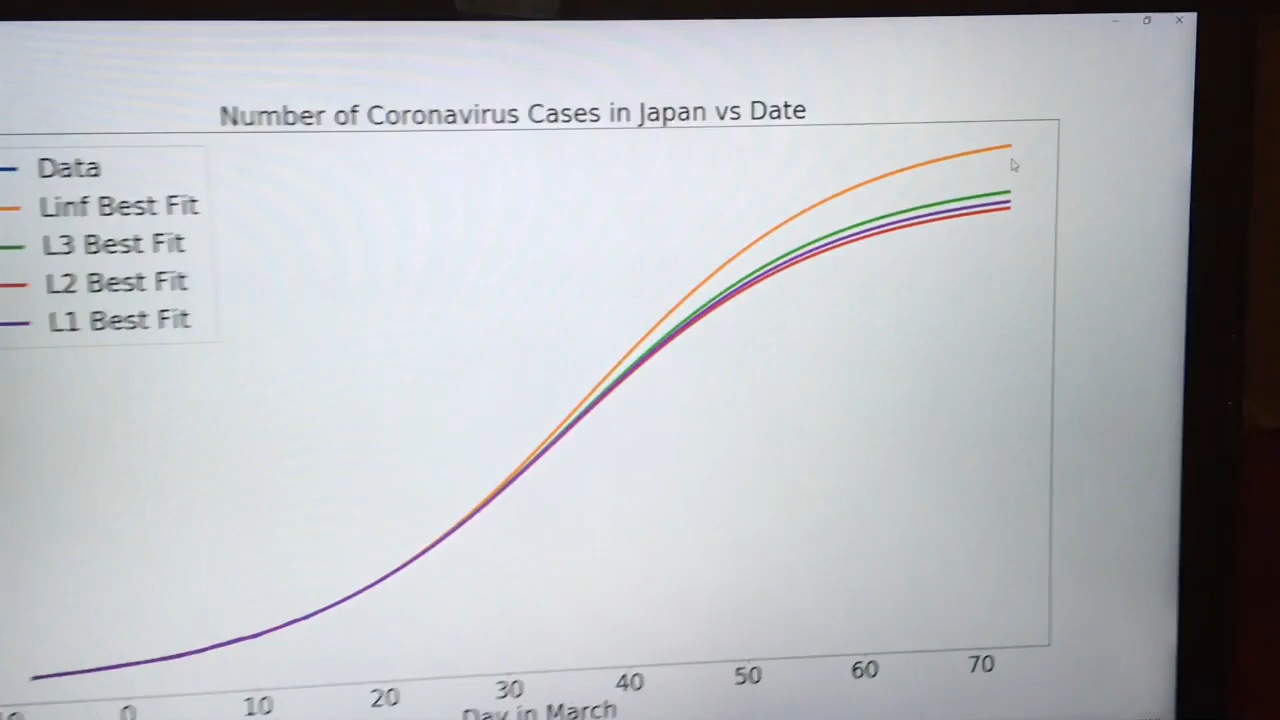 Number of Coronavirus Cases in Japan vs Date
Data
Linf Best Fit
L3 Best Fit
L2 Best Fit
L1 Best Fit
0 10 20 30 40 50 60 70
Day in March